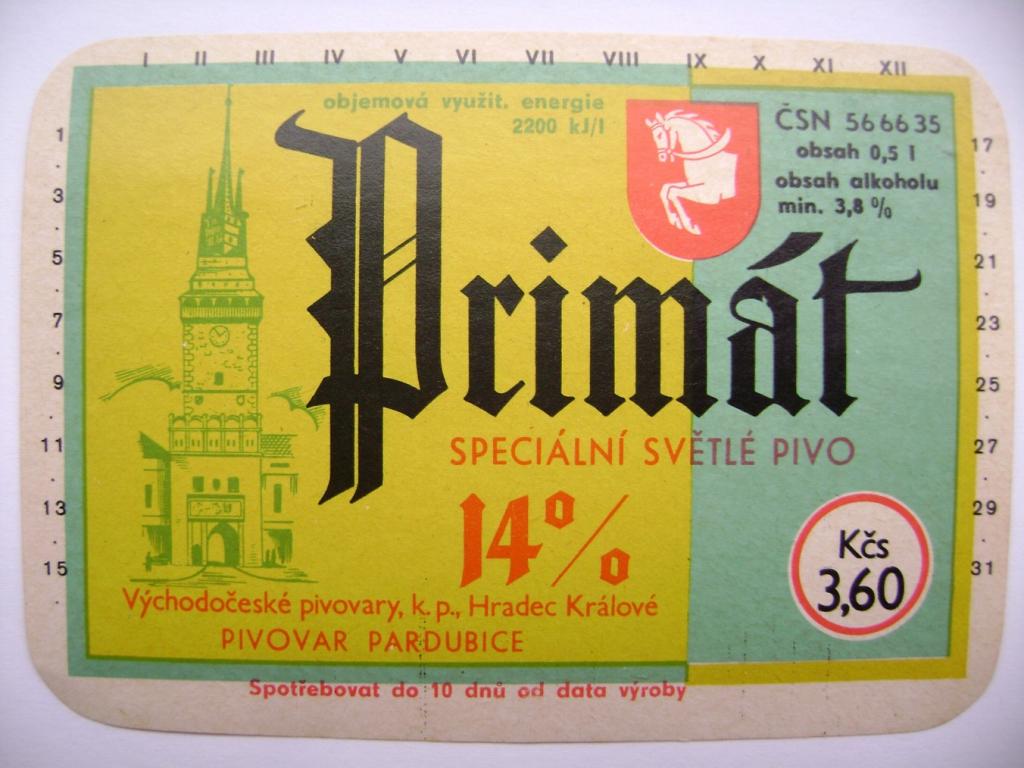 I II III IV V VI VII VIII IX X XI XII
objemová využit. energie
2200 kJ/l
ČSN 56 66 35
obsah 0,5 l
obsah alkoholu
min. 3,8 %
Primát
SPECIÁLNÍ SVĚTLÉ PIVO
14%
Kčs
3,60
Východočeské pivovary, k. p., Hradec Králové
PIVOVAR PARDUBICE
Spotřebovat do 10 dnů od data výroby
1
3
5
7
9
11
13
15
17
19
21
23
25
27
29
31